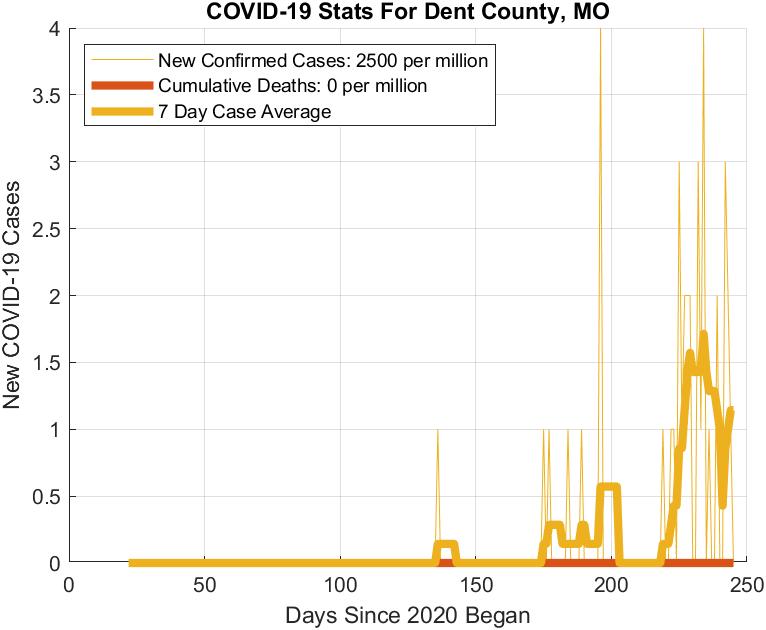 COVID-19 Stats For Dent County, MO
New Confirmed Cases: 2500 per million
Cumulative Deaths: 0 per million
7 Day Case Average
New COVID-19 Cases
4
3.5
3
2.5
2
1.5
1
0.5
0
0 50 100 150 200 250
Days Since 2020 Began